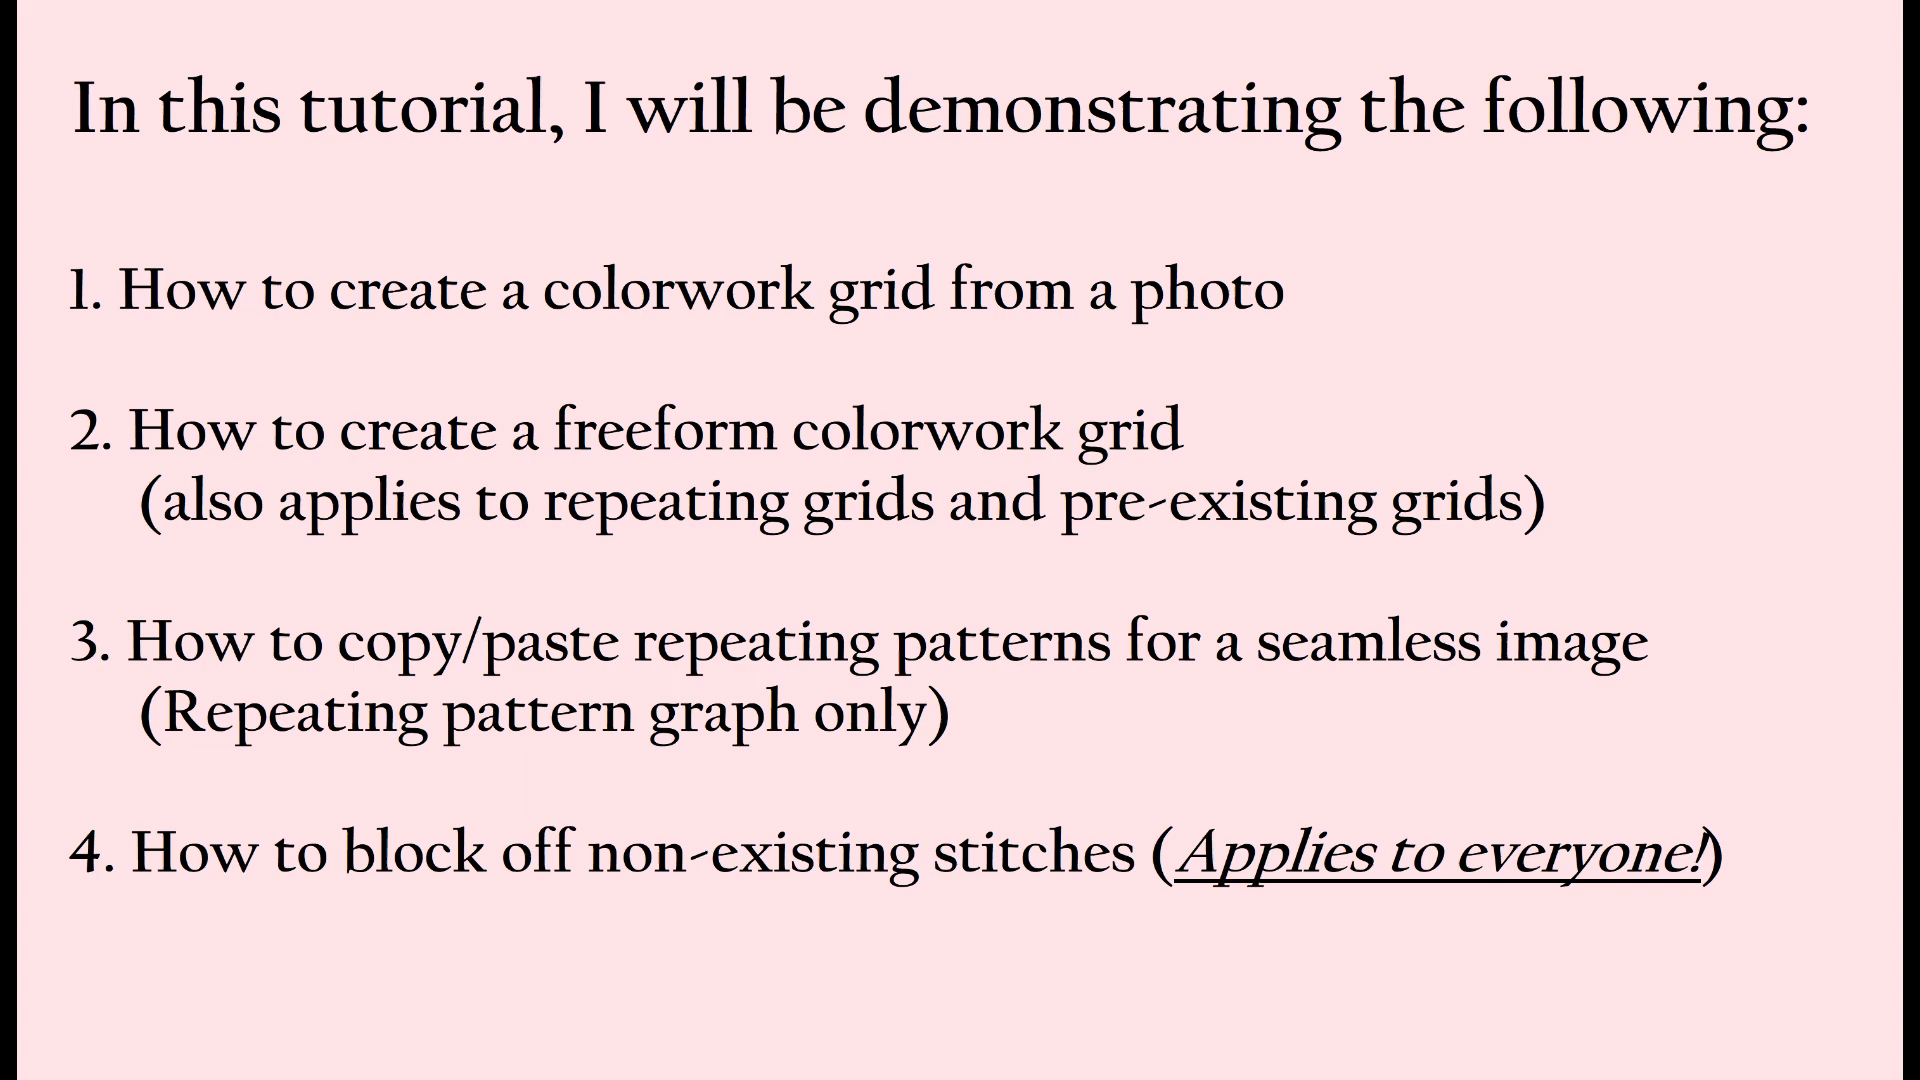 In this tutorial, I will be demonstrating the following:
1. How to create a colorwork grid from a photo
2. How to create a freeform colorwork grid
(also applies to repeating grids and pre-existing grids)
3. How to copy/paste repeating patterns for a seamless image
(Repeating pattern graph only)
4. How to block off non-existing stitches (Applies to everyone!)